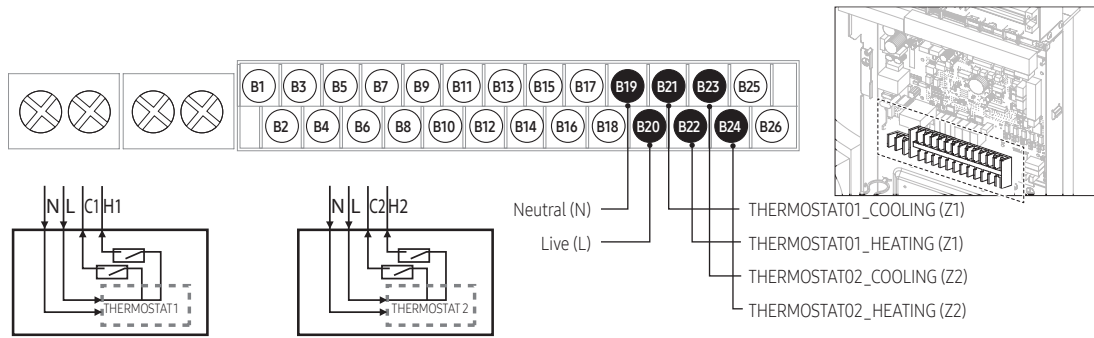 B1 B3 B5 B7 B9 B11 B13 B15 B17 B19 B21 B23 B25
B2 B4 B6 B8 B10 B12 B14 B16 B18 B20 B22 B24 B26
N L C1 H1
THERMOSTAT 1
N L C2 H2
THERMOSTAT 2
Neutral (N)
Live (L)
THERMOSTAT01_COOLING (Z1)
THERMOSTAT01_HEATING (Z1)
THERMOSTAT02_COOLING (Z2)
THERMOSTAT02_HEATING (Z2)